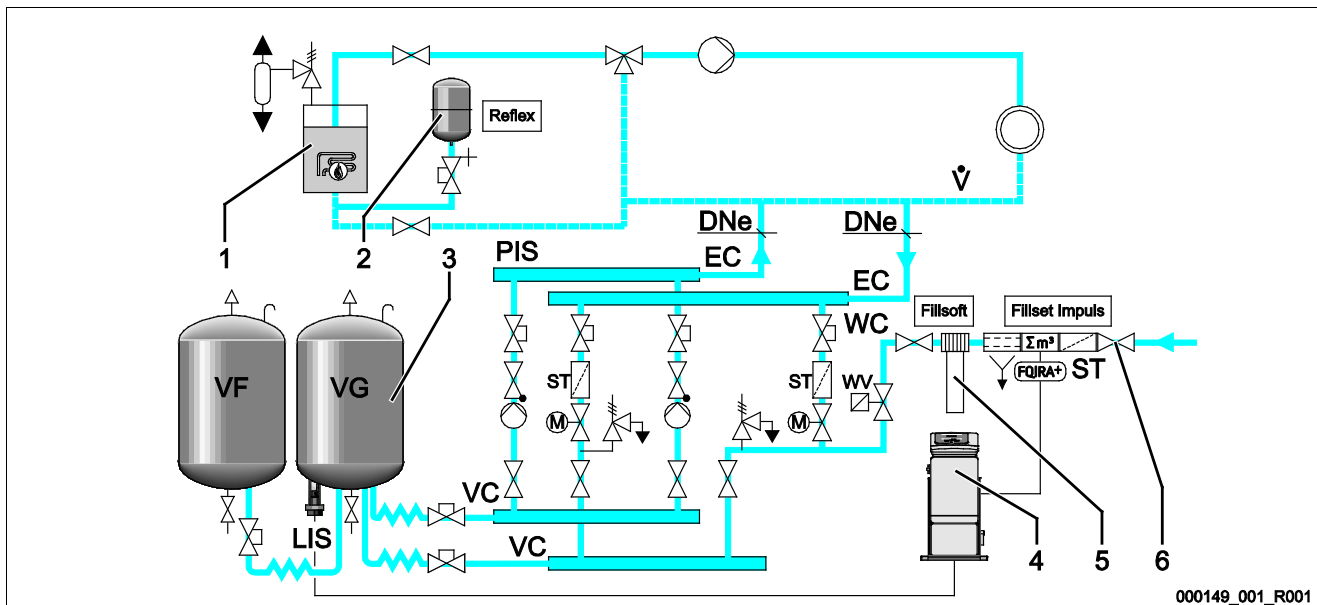 Reflex
V̇
1
2
3
DNe
DNe
PIS
EC
EC
WC
Fillsoft
Fillset Impuls
Σm³
FQIRA+
ST
VF
VG
ST
ST
WV
M
M
VC
LIS
VC
4
5
6
000149_001_R001